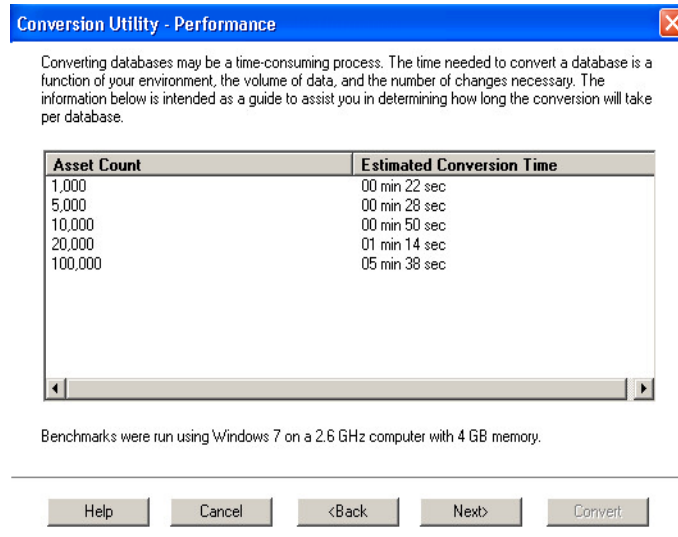 Conversion Utility - Performance
Converting databases may be a time-consuming process. The time needed to convert a database is a
function of your environment, the volume of data, and the number of changes necessary. The
information below is intended as a guide to assist you in determining how long the conversion will take
per database.
Asset Count Estimated Conversion Time
1,000 00 min 22 sec
5,000 00 min 28 sec
10,000 00 min 50 sec
20,000 01 min 14 sec
100,000 05 min 38 sec
Benchmarks were run using Windows 7 on a 2.6 GHz computer with 4 GB memory.
Help Cancel <Back Next> Convert